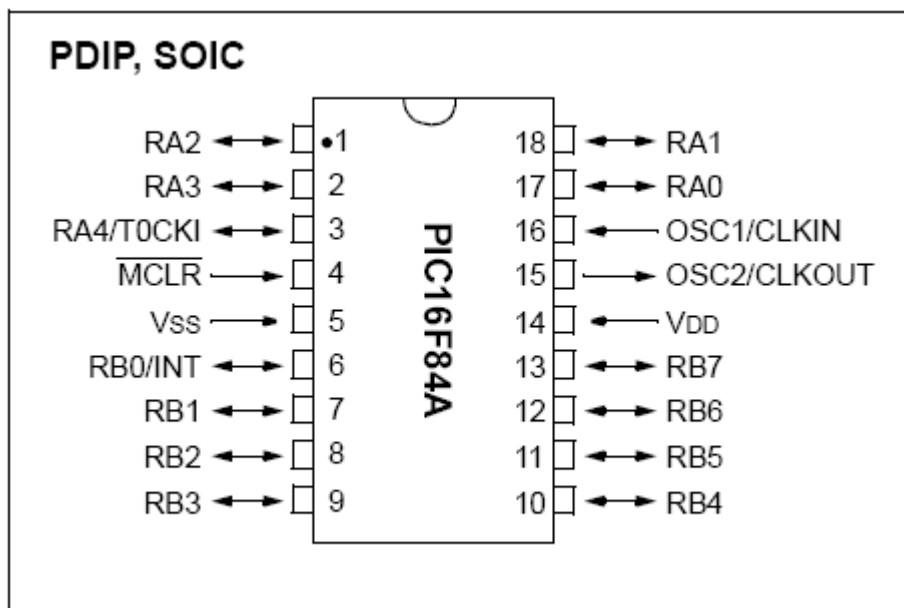 PDIP, SOIC
RA2 •1 18 RA1
RA3 2 17 RA0
RA4/T0CKI 3 16 OSC1/CLKIN
M̅C̅L̅R̅ 4 15 OSC2/CLKOUT
VSS 5 14 VDD
RB0/INT 6 13 RB7
RB1 7 12 RB6
RB2 8 11 RB5
RB3 9 10 RB4
PIC16F84A